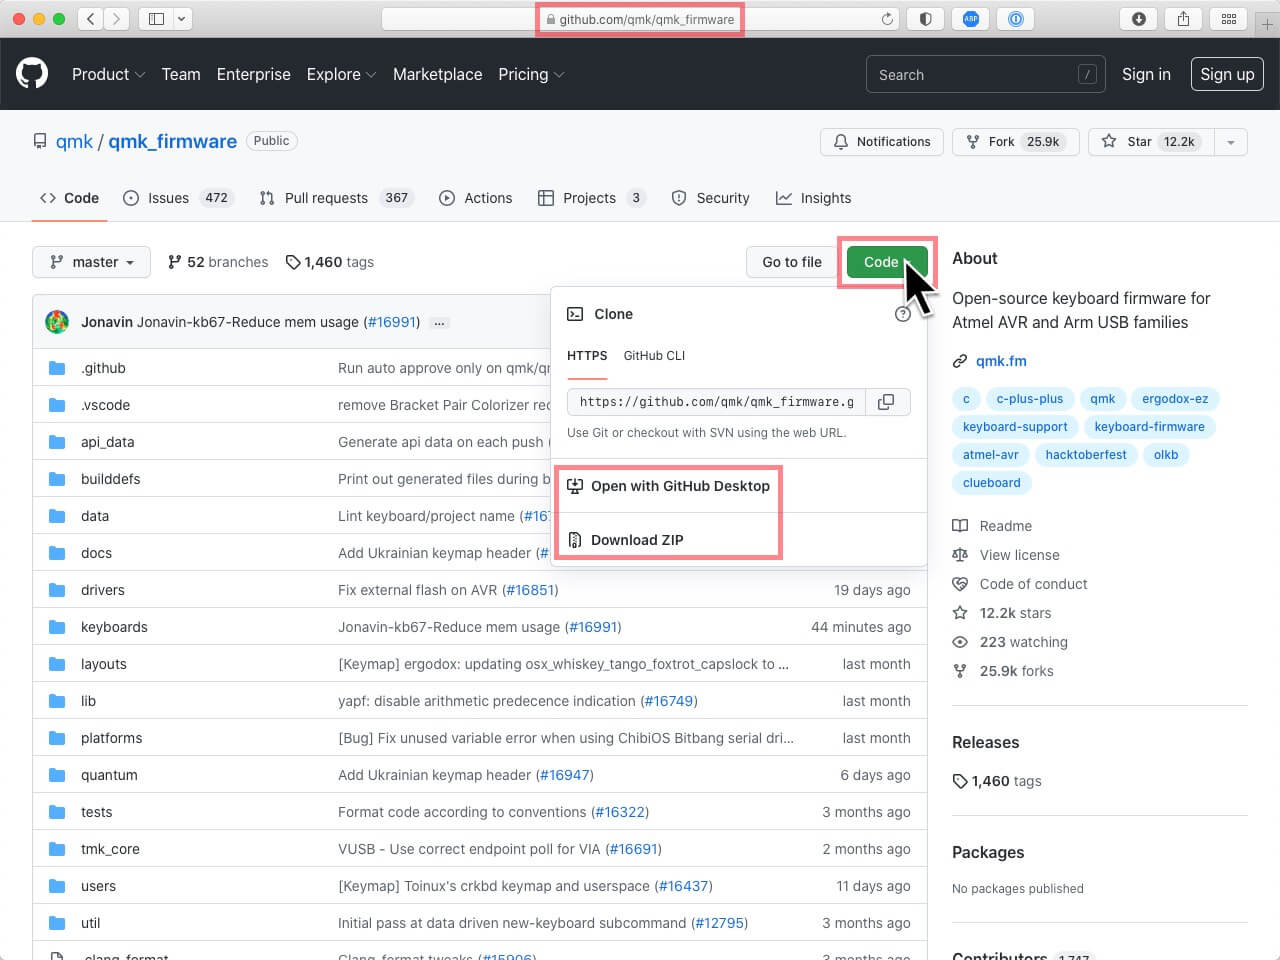 github.com/qmk/qmk_firmware
ABP
Product Team Enterprise Explore Marketplace Pricing Search / Sign in Sign up
qmk / qmk_firmware Public Notifications Fork 25.9k Star 12.2k
Code Issues 472 Pull requests 367 Actions Projects 3 Security Insights
master 52 branches 1,460 tags Go to file Code
Jonavin Jonavin-kb67-Reduce mem usage (#16991) ...
Clone
HTTPS GitHub CLI
https://github.com/qmk/qmk_firmware.g
Use Git or checkout with SVN using the web URL.
Open with GitHub Desktop
Download ZIP
.github Run auto approve only on qmk/q
.vscode remove Bracket Pair Colorizer rec
api_data Generate api data on each push (
builddefs Print out generated files during b
data Lint keyboard/project name (#16
docs Add Ukrainian keymap header (#
drivers Fix external flash on AVR (#16851) 19 days ago
keyboards Jonavin-kb67-Reduce mem usage (#16991) 44 minutes ago
layouts [Keymap] ergodox: updating osx_whiskey_tango_foxtrot_capslock to ... last month
lib yapf: disable arithmetic predecence indication (#16749) last month
platforms [Bug] Fix unused variable error when using ChibiOS Bitbang serial dri... last month
quantum Add Ukrainian keymap header (#16947) 6 days ago
tests Format code according to conventions (#16322) 3 months ago
tmk_core VUSB - Use correct endpoint poll for VIA (#16691) 2 months ago
users [Keymap] Toinux's crkbd keymap and userspace (#16437) 11 days ago
util Initial pass at data driven new-keyboard subcommand (#12795) 3 months ago
.clang-format Clang-format tweaks (#15906) 3 months ago
About
Open-source keyboard firmware for
Atmel AVR and Arm USB families
qmk.fm
c c-plus-plus qmk ergodox-ez
keyboard-support keyboard-firmware
atmel-avr hacktoberfest olkb
clueboard
Readme
View license
Code of conduct
12.2k stars
223 watching
25.9k forks
Releases
1,460 tags
Packages
No packages published
Contributors 1,747